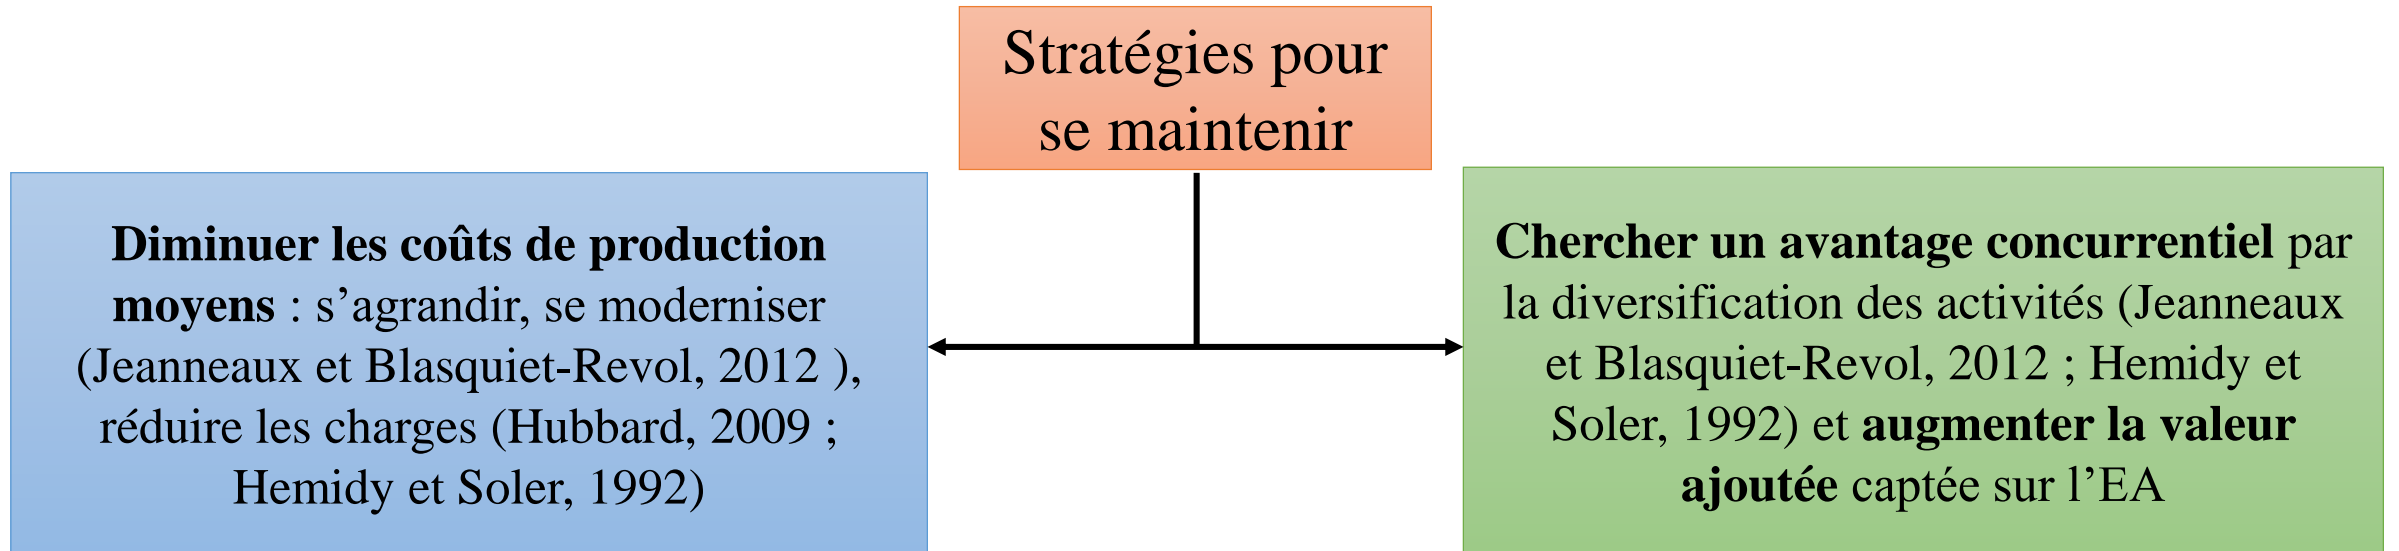 Stratégies pour
se maintenir
Diminuer les coûts de production
moyens : s’agrandir, se moderniser
(Jeanneaux et Blasquiet-Revol, 2012 ),
réduire les charges (Hubbard, 2009 ;
Hemidy et Soler, 1992)
Chercher un avantage concurrentiel par
la diversification des activités (Jeanneaux
et Blasquiet-Revol, 2012 ; Hemidy et
Soler, 1992) et augmenter la valeur
ajoutée captée sur l’EA